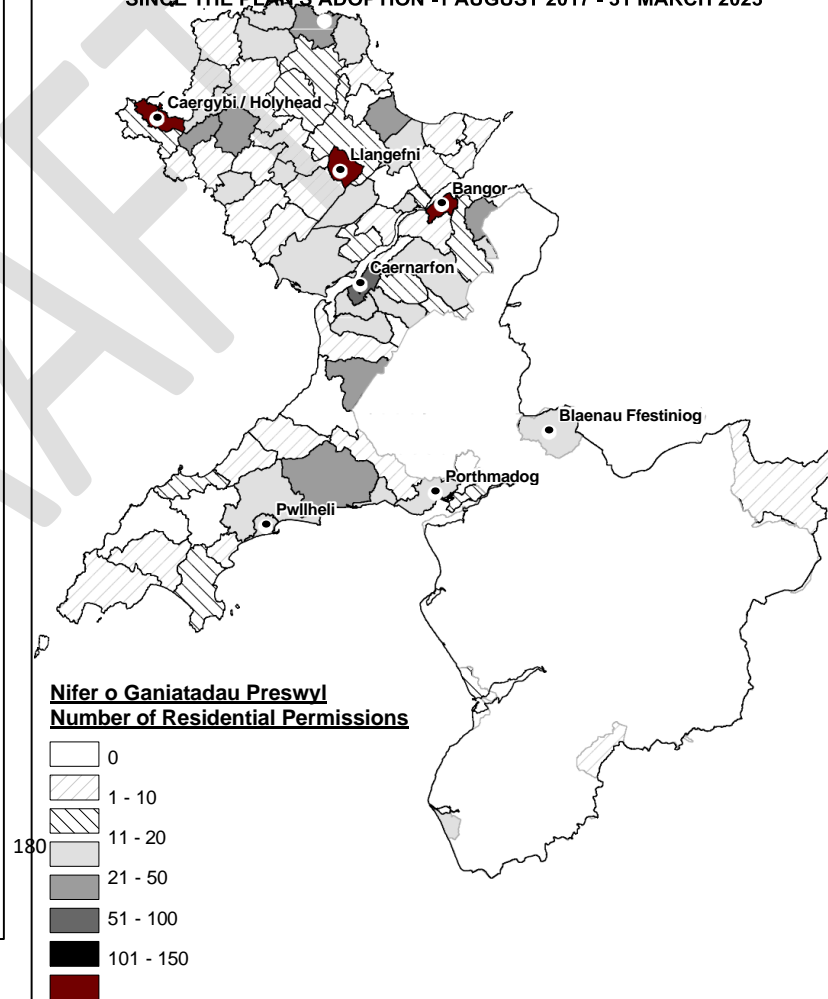 SINCE THE PLAN'S ADOPTION -1 AUGUST 2017 - 31 MARCH 2023
Caergybi / Holyhead
Llangefni
Bangor
Caernarfon
Blaenau Ffestiniog
Porthmadog
Pwllheli
Nifer o Ganiatadau Preswyl
Number of Residential Permissions
0
1 - 10
11 - 20
180
21 - 50
51 - 100
101 - 150